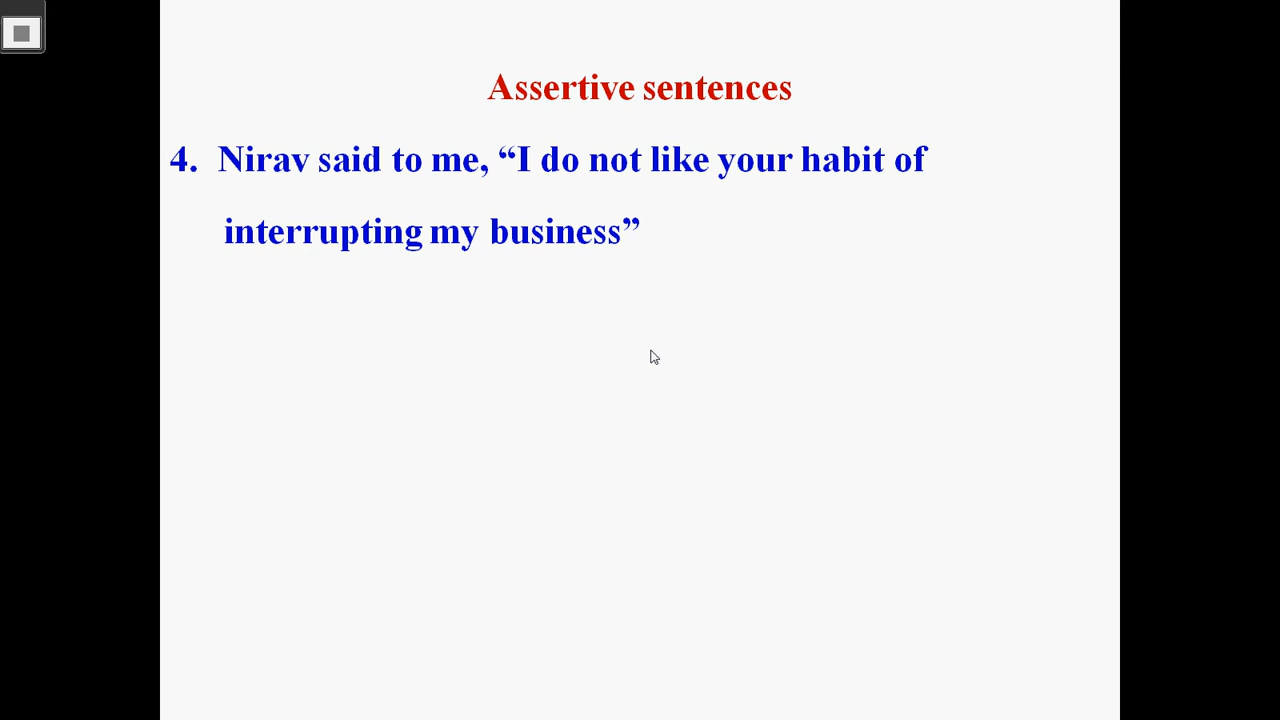 Assertive sentences
4. Nirav said to me, “I do not like your habit of
interrupting my business”